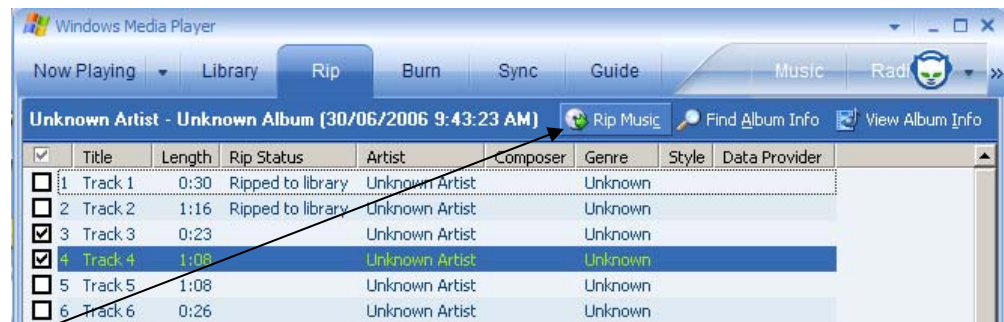 Windows Media Player
Now Playing Library Rip Burn Sync Guide Music Radi
Unknown Artist - Unknown Album (30/06/2006 9:43:23 AM) Rip Music Find Album Info View Album Info
Title Length Rip Status Artist Composer Genre Style Data Provider
1 Track 1 0:30 Ripped to library Unknown Artist Unknown
2 Track 2 1:16 Ripped to library Unknown Artist Unknown
3 Track 3 0:23 Unknown Artist Unknown
4 Track 4 1:08 Unknown Artist Unknown
5 Track 5 1:08 Unknown Artist Unknown
6 Track 6 0:26 Unknown Artist Unknown